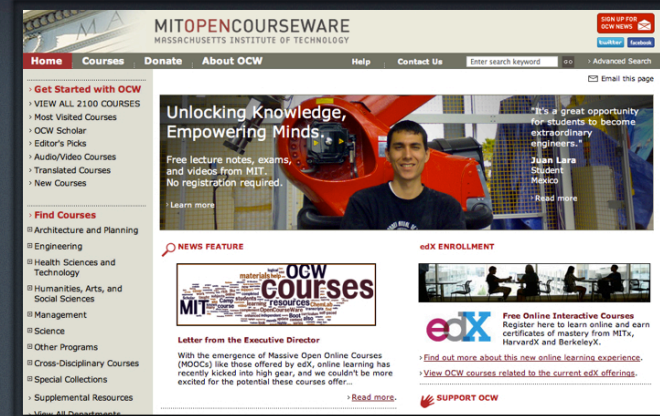 MITOPENCOURSEWARE
MASSACHUSETTS INSTITUTE OF TECHNOLOGY
SIGN UP FOR
OCW NEWS
twitter facebook
Home Courses Donate About OCW Help Contact Us Enter search keyword GO › Advanced Search
Email this page
› Get Started with OCW
› VIEW ALL 2100 COURSES
› Most Visited Courses
› OCW Scholar
› Editor's Picks
› Audio/Video Courses
› Translated Courses
› New Courses
› Find Courses
Architecture and Planning
Engineering
Health Sciences and
Technology
Humanities, Arts, and
Social Sciences
Management
Science
Other Programs
Cross-Disciplinary Courses
Special Collections
› Supplemental Resources
› View All Departments
Unlocking Knowledge,
Empowering Minds.
Free lecture notes, exams,
and videos from MIT.
No registration required.
› Learn more
"It's a great opportunity
for students to become
extraordinary
engineers."
Juan Lara
Student
Mexico
› Read more
NEWS FEATURE
materials help OCW
courses
learning
MIT Camp resources
OpenCourseWare
Letter from the Executive Director
With the emergence of Massive Open Online Courses
(MOOCs) like those offered by edX, online learning has
recently kicked into high gear, and we couldn't be more
excited for the potential these courses offer...
› Read more.
edX ENROLLMENT
edX
Free Online Interactive Courses
Register here to learn online and earn
certificates of mastery from MITx,
HarvardX and BerkeleyX.
› Find out more about this new online learning experience.
› View OCW courses related to the current edX offerings.
SUPPORT OCW